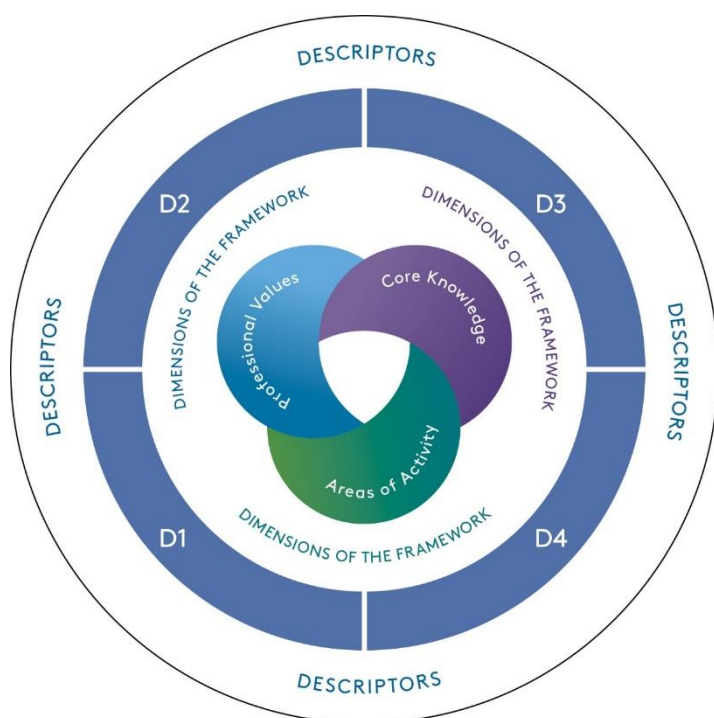 DESCRIPTORS
D2
D3
DIMENSIONS OF THE FRAMEWORK
DIMENSIONS OF THE FRAMEWORK
Professional Values
Core Knowledge
DESCRIPTORS
DESCRIPTORS
Areas of Activity
DIMENSIONS OF THE FRAMEWORK
D1
D4
DESCRIPTORS